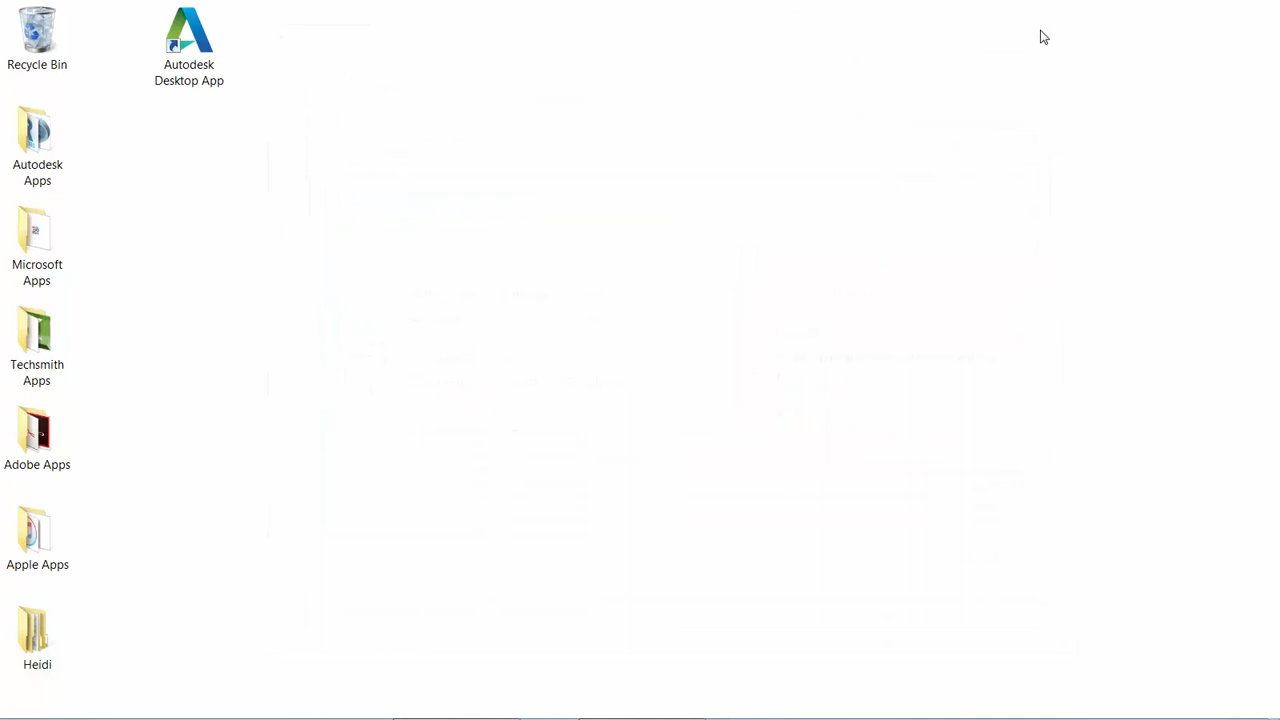 Recycle Bin
Autodesk
Desktop App
Autodesk
Apps
Microsoft
Apps
Techsmith
Apps
Adobe Apps
Apple Apps
Heidi